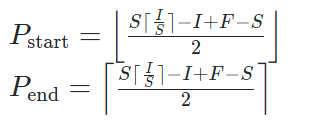 P_start = ⌊(S⌈I/S⌉−I+F−S)/2⌋
P_end = ⌈(S⌈I/S⌉−I+F−S)/2⌉